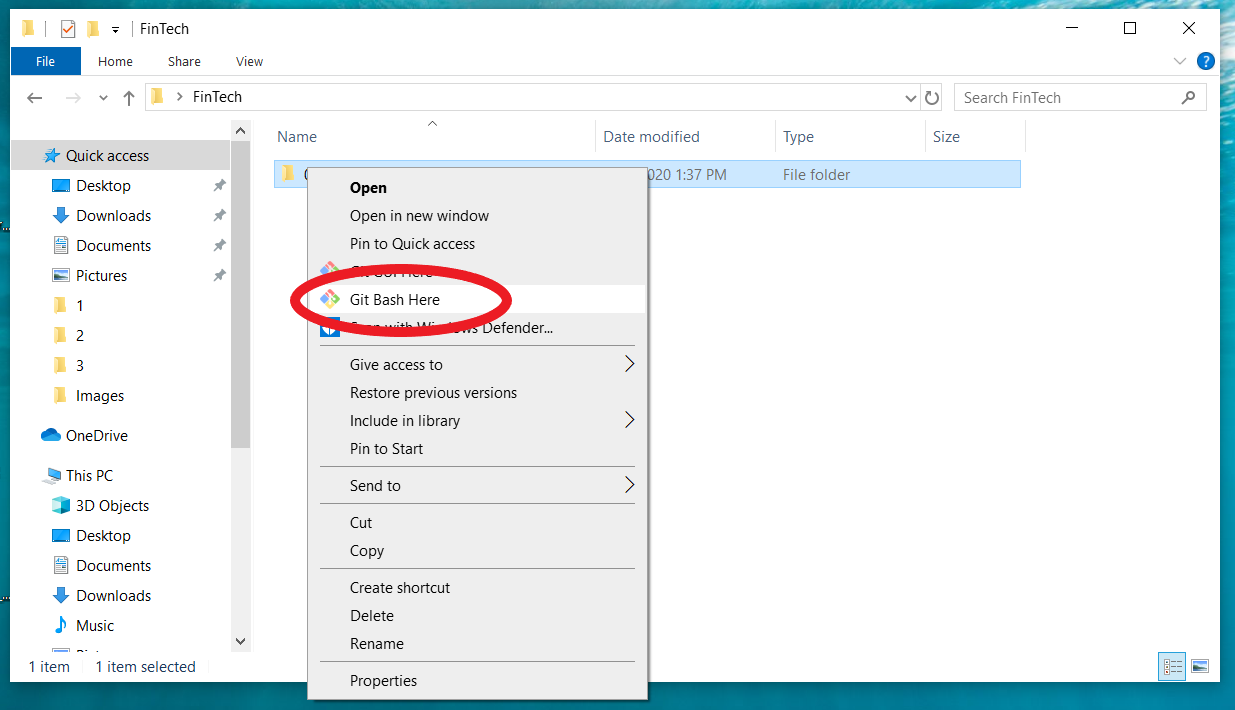 FinTech
File Home Share View
FinTech
Search FinTech
Name Date modified Type Size
Quick access
Desktop
Downloads
Documents
Pictures
1
2
3
Images
OneDrive
This PC
3D Objects
Desktop
Documents
Downloads
Music
020 1:37 PM File folder
Open
Open in new window
Pin to Quick access
Git GUI Here
Git Bash Here
Scan with Windows Defender...
Give access to
Restore previous versions
Include in library
Pin to Start
Send to
Cut
Copy
Create shortcut
Delete
Rename
Properties
1 item 1 item selected